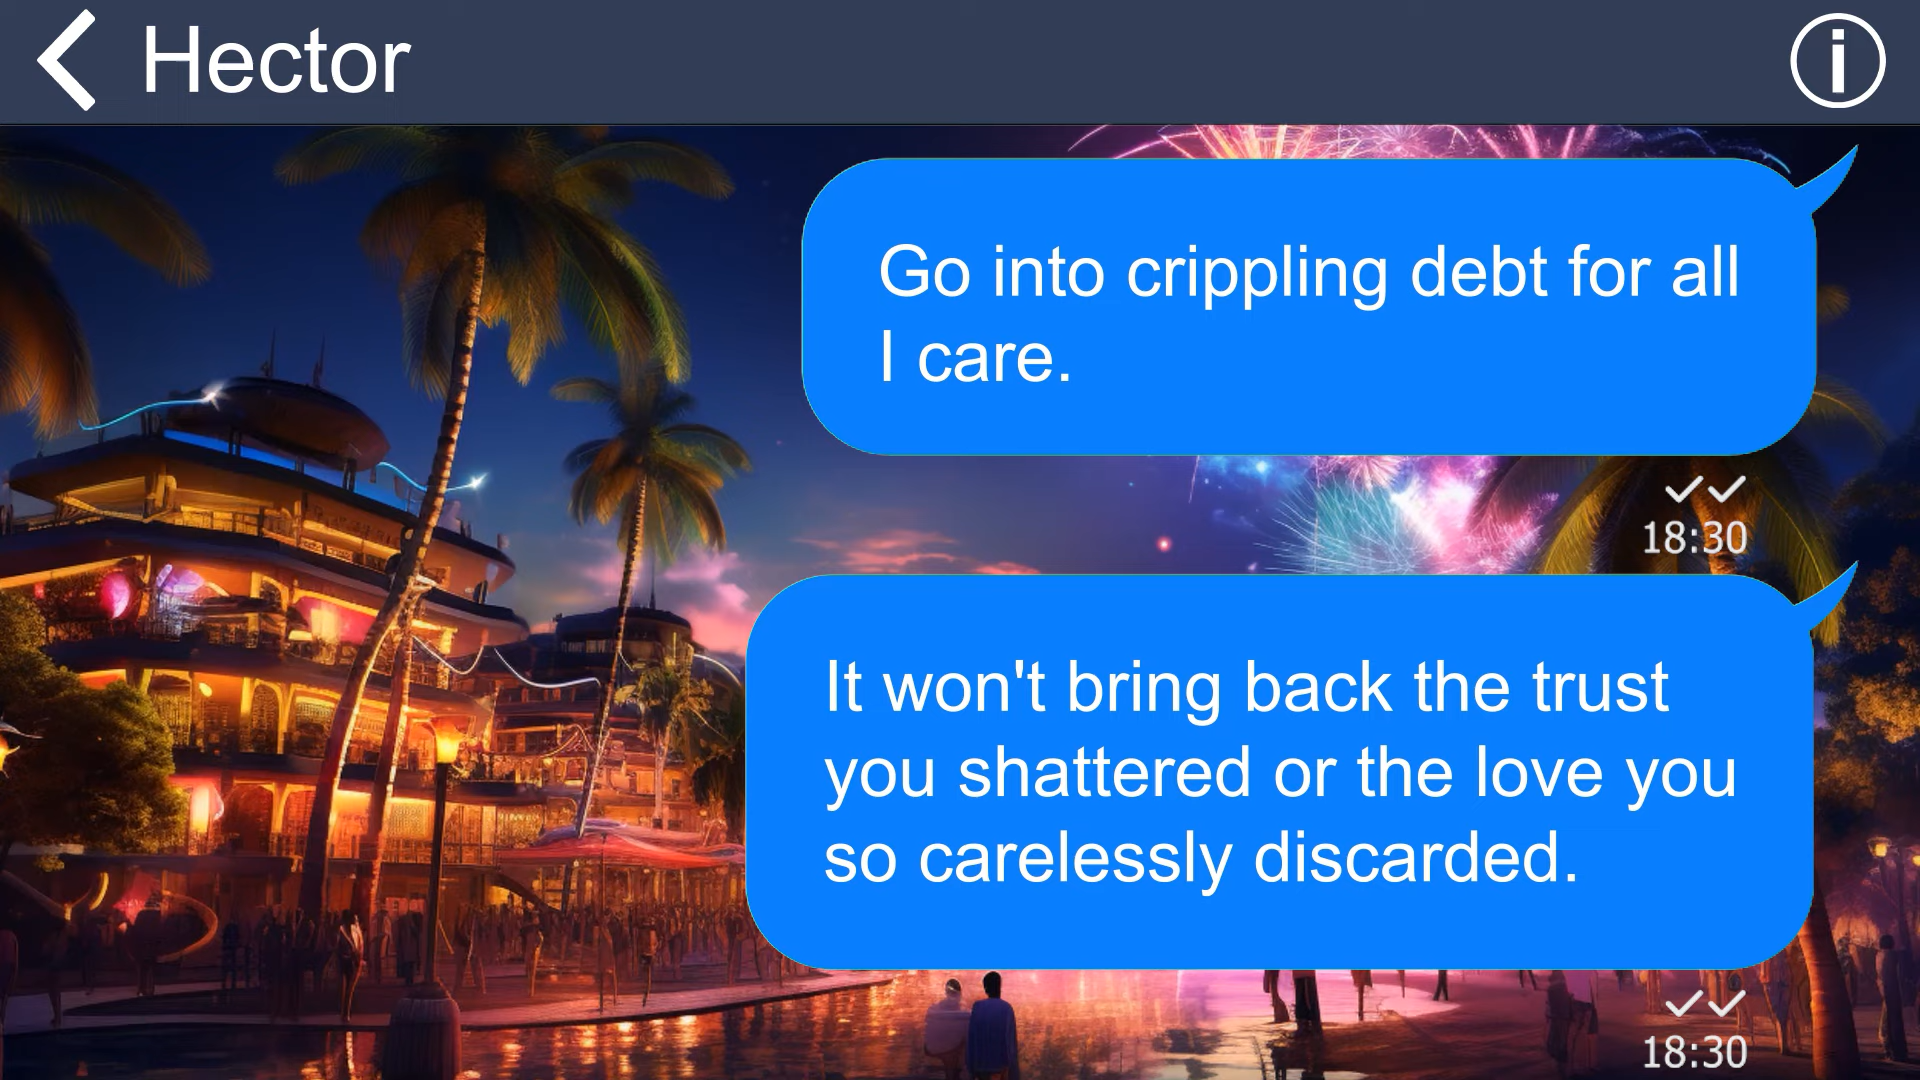 Hector
Go into crippling debt for all
I care.
18:30
It won't bring back the trust
you shattered or the love you
so carelessly discarded.
18:30